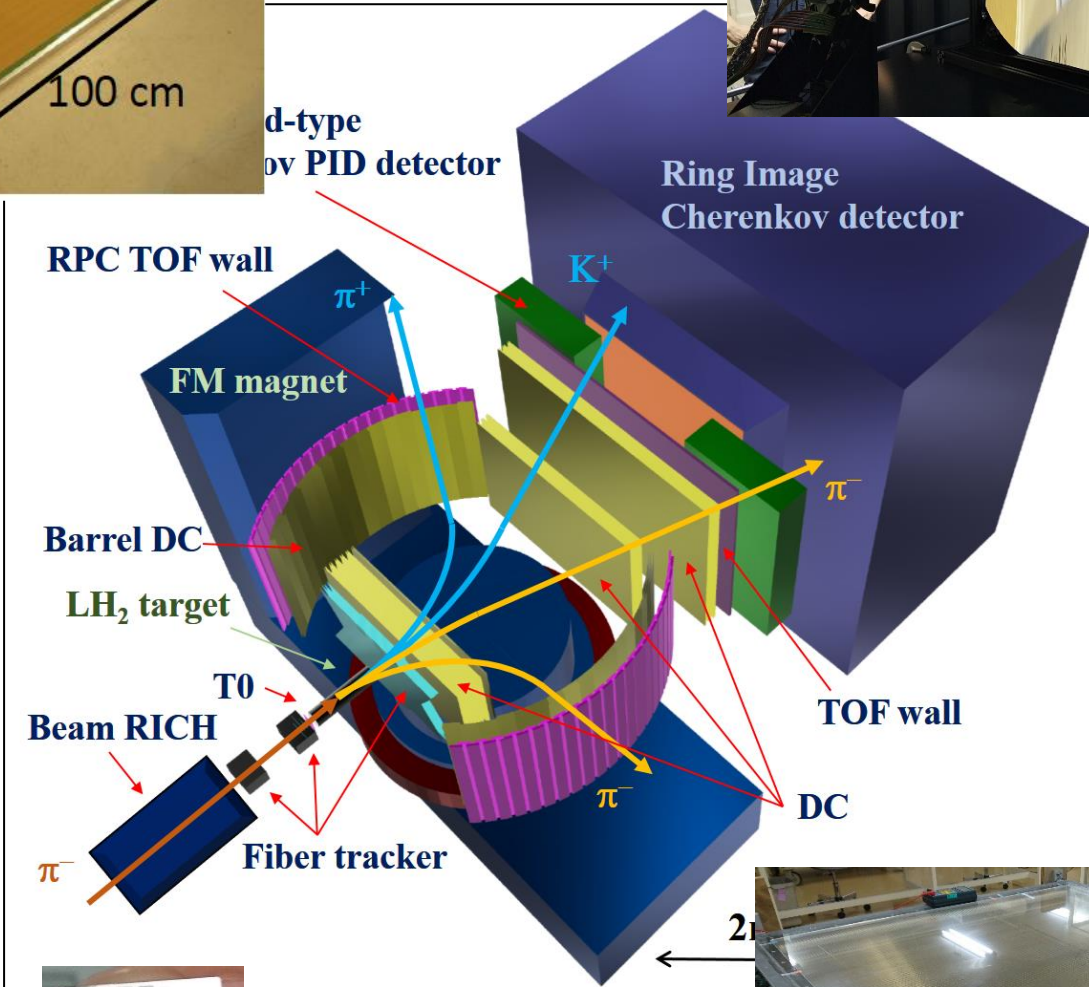 100 cm
d-type
ov PID detector
Ring Image
Cherenkov detector
RPC TOF wall
K⁺
π⁺
FM magnet
π⁻
Barrel DC
LH₂ target
T0
Beam RICH
TOF wall
π⁻
DC
Fiber tracker
π⁻
2